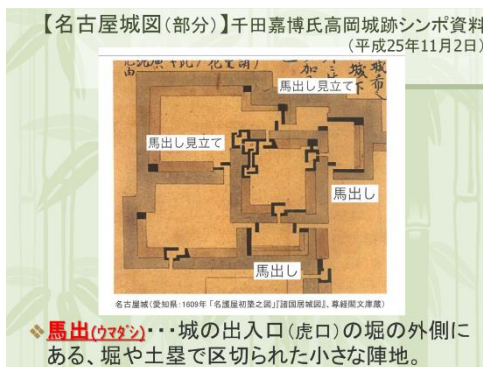 【名古屋城図(部分)】千田嘉博氏高岡城跡シンポ資料
(平成25年11月2日)
馬出し見立て
馬出し見立て
馬出し
馬出し
名古屋城(愛知県:1609年「名護屋初築之図」『諸国居城図』、尊経閣文庫蔵)
馬出(ウマダシ)・・・城の出入口(虎口)の堀の外側に
ある、堀や土塁で区切られた小さな陣地。